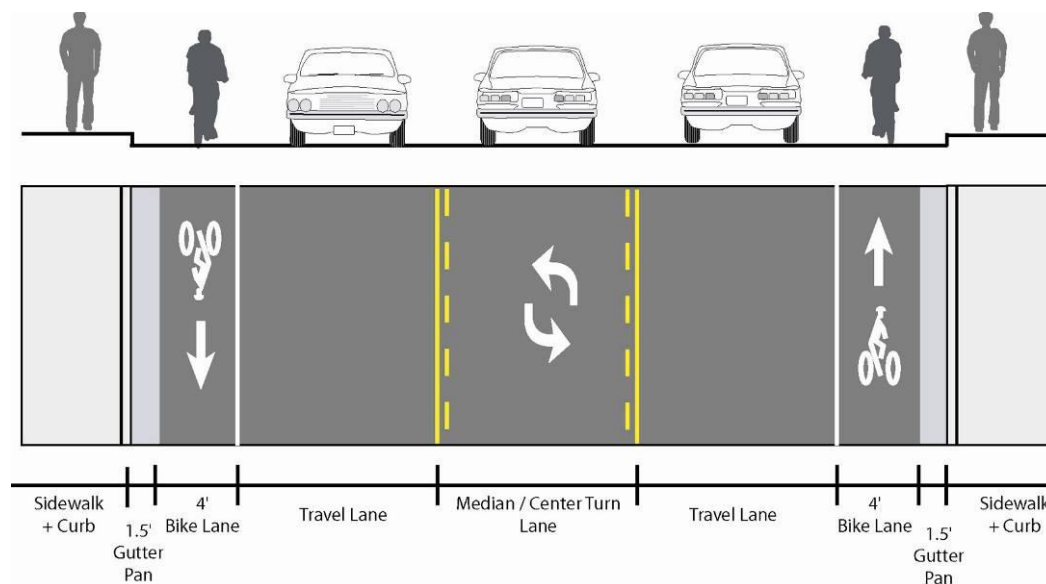 Sidewalk
+ Curb
1.5'
Gutter
Pan
4'
Bike Lane
Travel Lane
Median / Center Turn
Lane
Travel Lane
4'
Bike Lane
1.5'
Gutter
Pan
Sidewalk
+ Curb